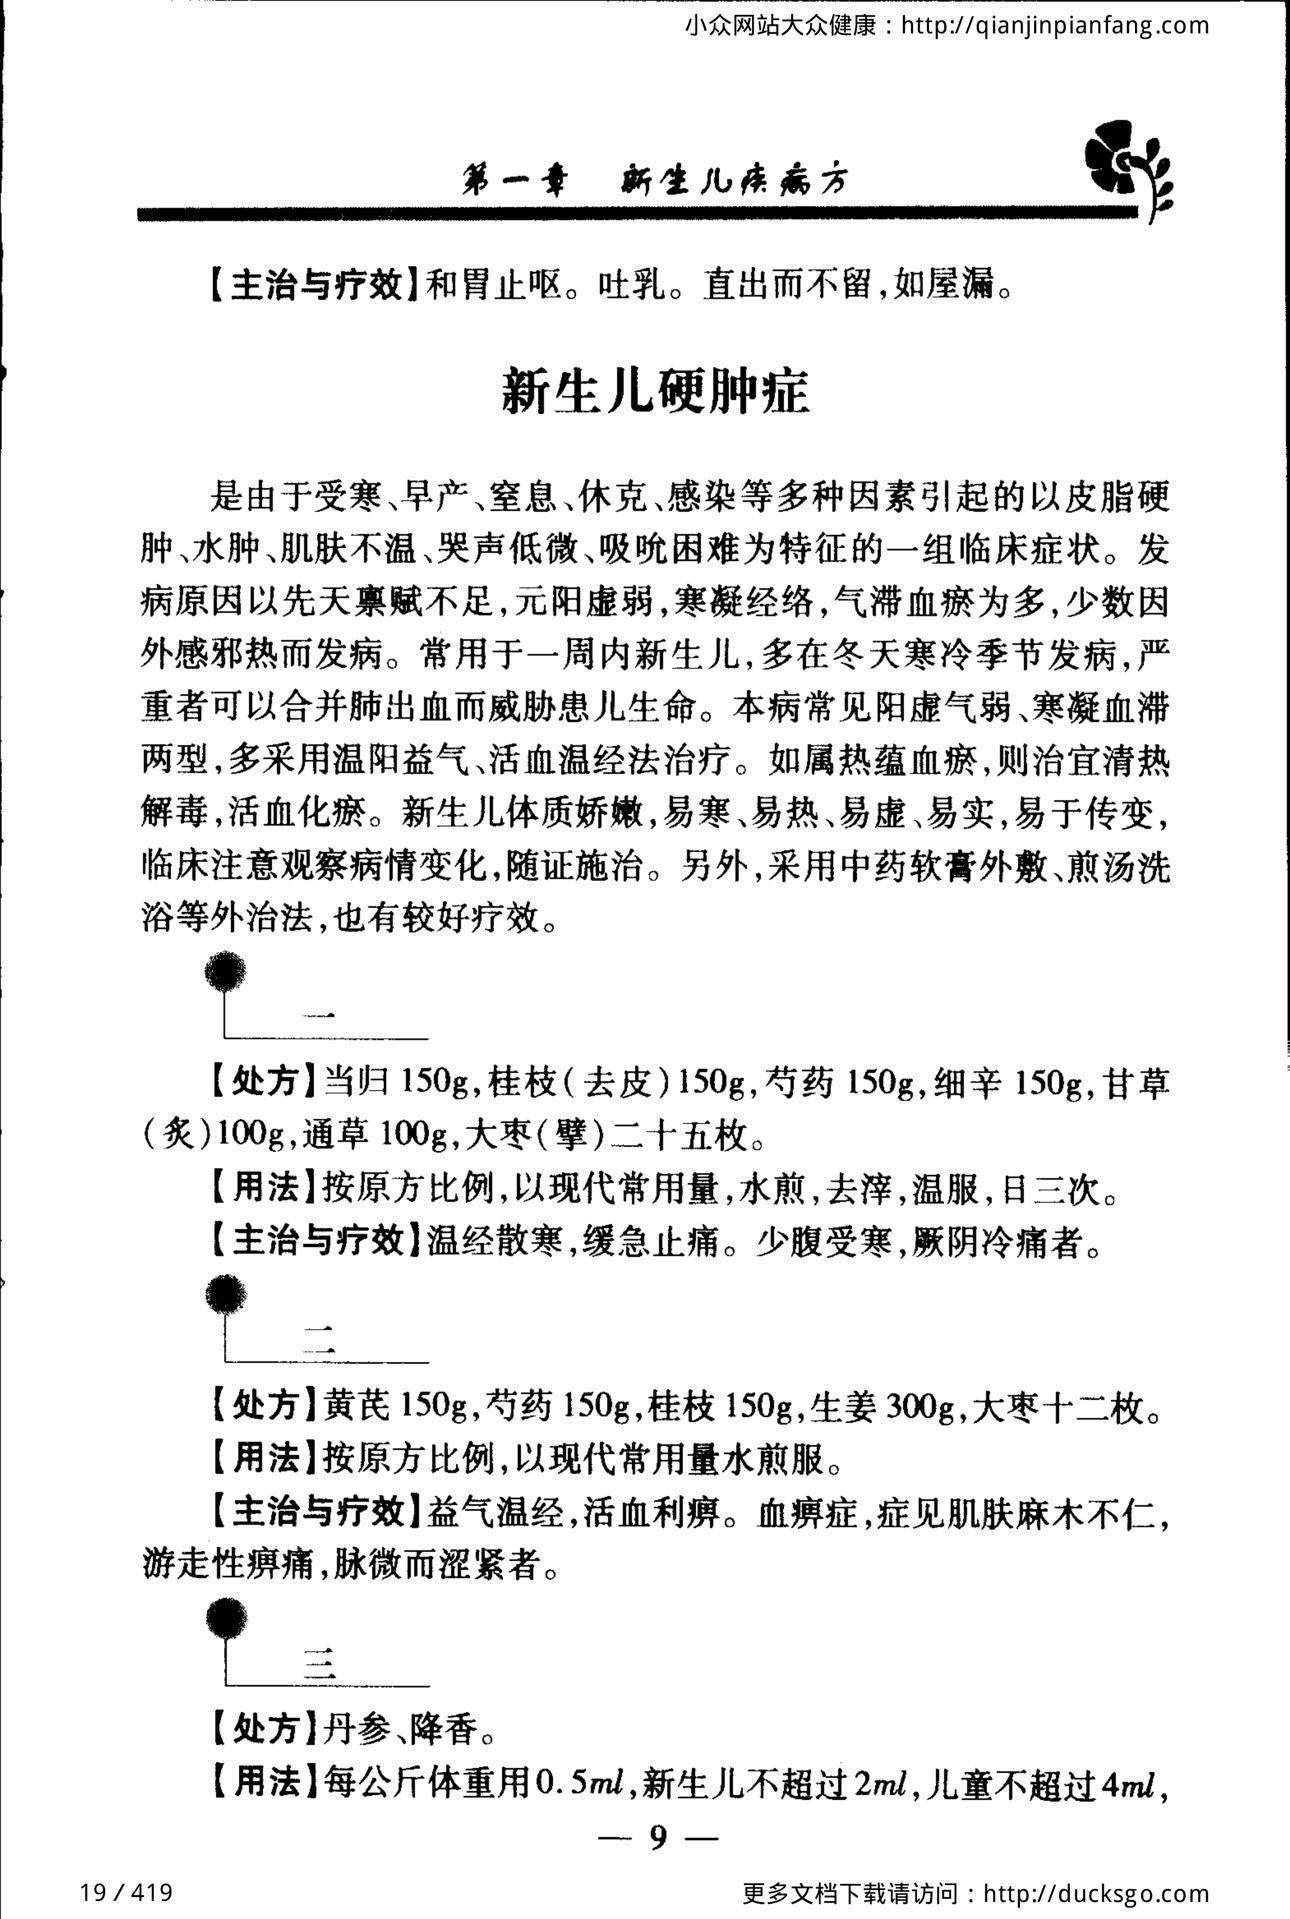 小众网站大众健康：http://qianjinpianfang.com
第一章 新生儿疾病方
【主治与疗效】和胃止呕。吐乳。直出而不留，如屋漏。
新生儿硬肿症
是由于受寒、早产、窒息、休克、感染等多种因素引起的以皮脂硬
肿、水肿、肌肤不温、哭声低微、吸吮困难为特征的一组临床症状。发
病原因以先天禀赋不足，元阳虚弱，寒凝经络，气滞血瘀为多，少数因
外感邪热而发病。常用于一周内新生儿，多在冬天寒冷季节发病，严
重者可以合并肺出血而威胁患儿生命。本病常见阳虚气弱、寒凝血滞
两型，多采用温阳益气、活血温经法治疗。如属热蕴血瘀，则治宜清热
解毒，活血化瘀。新生儿体质娇嫩，易寒、易热、易虚、易实，易于传变，
临床注意观察病情变化，随证施治。另外，采用中药软膏外敷、煎汤洗
浴等外治法，也有较好疗效。
一
【处方】当归 150g，桂枝（去皮）150g，芍药 150g，细辛 150g，甘草
（炙）100g，通草 100g，大枣（擘）二十五枚。
【用法】按原方比例，以现代常用量，水煎，去滓，温服，日三次。
【主治与疗效】温经散寒，缓急止痛。少腹受寒，厥阴冷痛者。
二
【处方】黄芪 150g，芍药 150g，桂枝 150g，生姜 300g，大枣十二枚。
【用法】按原方比例，以现代常用量水煎服。
【主治与疗效】益气温经，活血利痹。血痹症，症见肌肤麻木不仁，
游走性痹痛，脉微而涩紧者。
三
【处方】丹参、降香。
【用法】每公斤体重用0.5ml，新生儿不超过2ml，儿童不超过4ml，
— 9 —
19 / 419
更多文档下载请访问：http://ducksgo.com